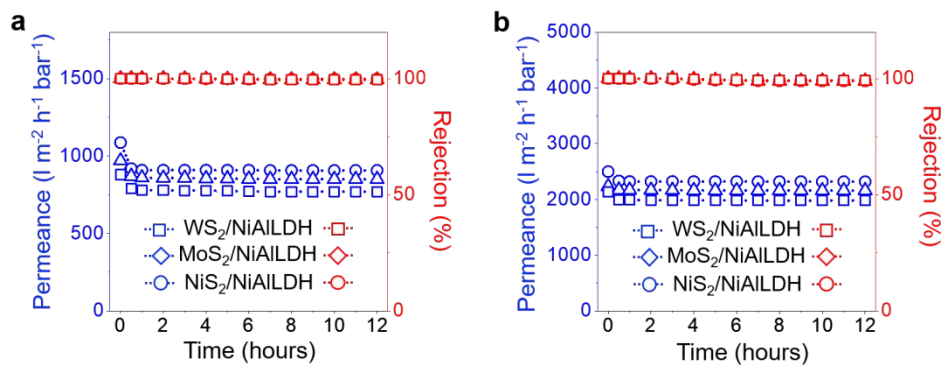 a
Permeance (l m⁻² h⁻¹ bar⁻¹)
1500
1000
500
0
100
50
0
Rejection (%)
WS₂/NiAlLDH
MoS₂/NiAlLDH
NiS₂/NiAlLDH
0 2 4 6 8 10 12
Time (hours)
b
Permeance (l m⁻² h⁻¹ bar⁻¹)
5000
4000
3000
2000
1000
0
100
50
0
Rejection (%)
WS₂/NiAlLDH
MoS₂/NiAlLDH
NiS₂/NiAlLDH
0 2 4 6 8 10 12
Time (hours)